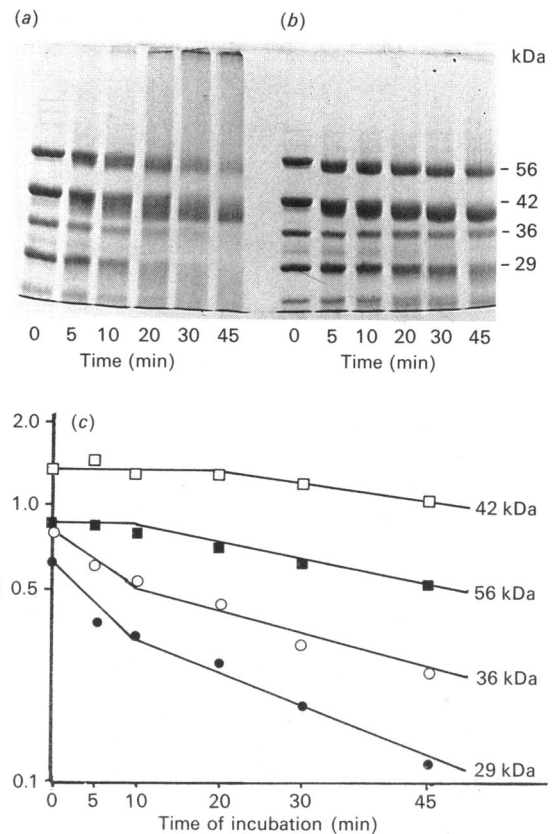 (a) (b)
kDa
- 56
- 42
- 36
- 29
0 5 10 20 30 45 0 5 10 20 30 45
Time (min) Time (min)
(c)
2.0
1.0
0.5
0.1
42 kDa
56 kDa
36 kDa
29 kDa
0 5 10 20 30 45
Time of incubation (min)